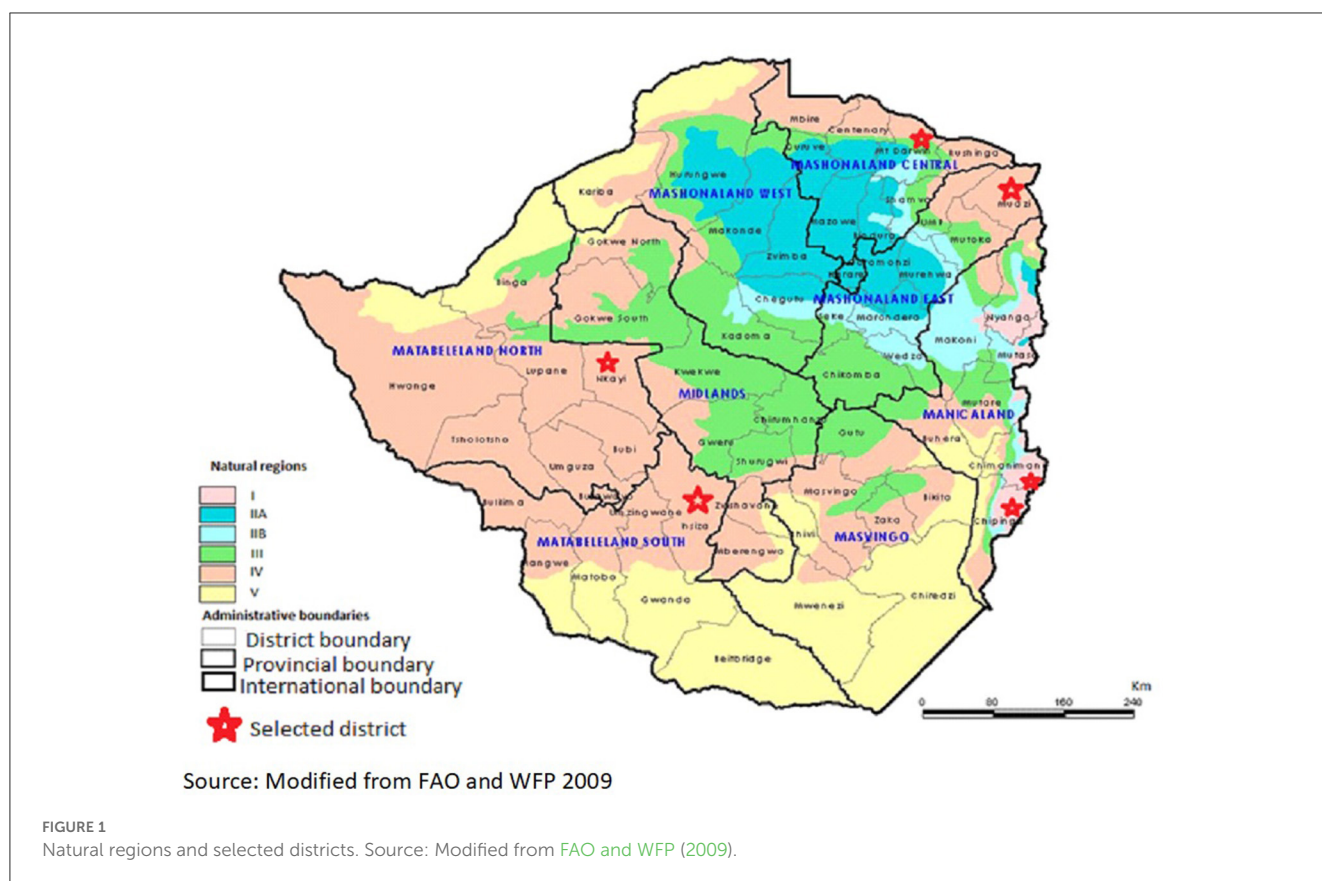 Mbire
Centenary
Guruve
Mt Darwin
Rushinga
MASHONALAND CENTRAL
Hurungwe
MASHONALAND WEST
Kariba
Shamva
Mudzi
UMP
Makonde
Mazowe
Bindura
Mutoko
Gokwe North
Zvimba
Goromonzi
Harare
Murehwa
Binga
Chegutu
MASHONALAND EAST
Nyanga
Gokwe South
Seke
Marondera
Kadoma
Makoni
Mutasa
MATABELELAND NORTH
Wedza
Lupane
Nkayi
Kwekwe
Chikomba
Hwange
MIDLANDS
Mutare
Chirumhanzi
MANICALAND
Tsholotsho
Bubi
Gweru
Gutu
Buhera
Umguza
Shurugwi
Chimanimani
Natural regions
I
Bulilima
Bulawayo
Masvingo
Bikita
IIA
Umzingwane
Insiza
Zvishavane
Zaka
Chipinge
IIB
MATABELELAND SOUTH
Chivi
MASVINGO
III
Mangwe
Mberengwa
IV
Matobo
V
Gwanda
Mwenezi
Chiredzi
Administrative boundaries
District boundary
Beitbridge
Provincial boundary
International boundary
Km
0 80 160 240
Selected district
Source: Modified from FAO and WFP 2009
FIGURE 1
Natural regions and selected districts. Source: Modified from FAO and WFP (2009).